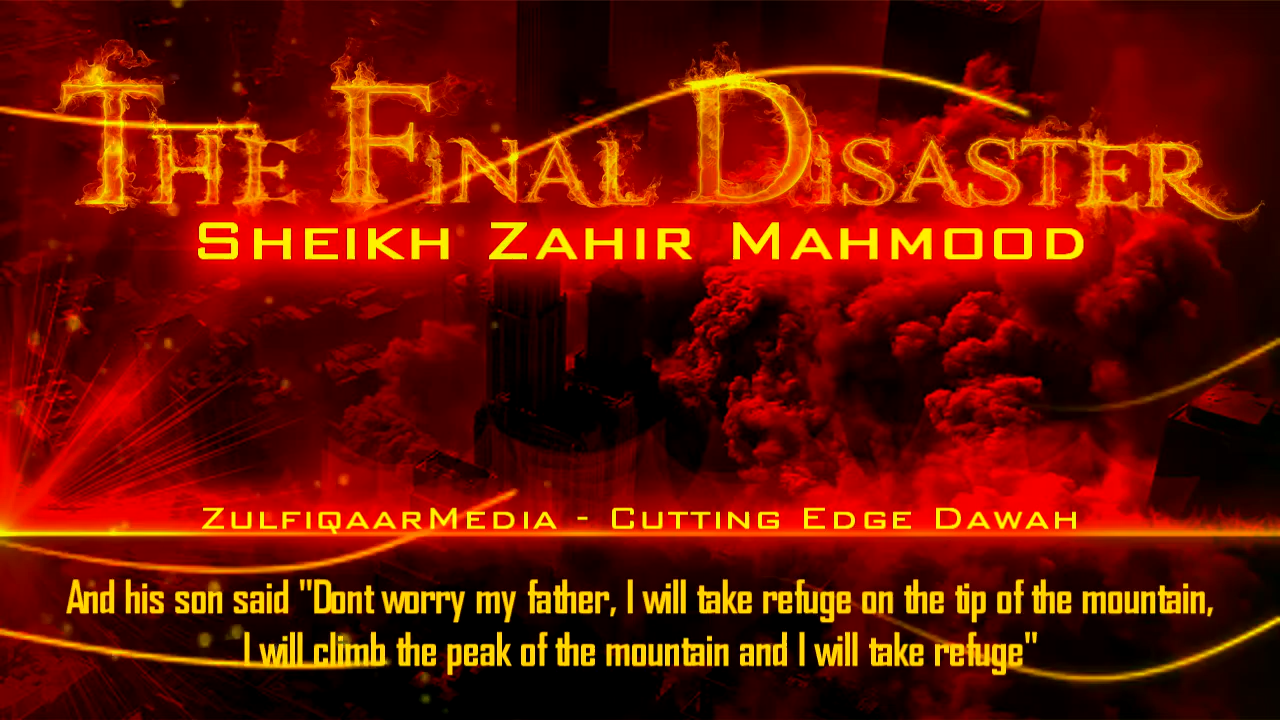 The Final Disaster
Sheikh Zahir Mahmood
ZulfiqaarMedia - Cutting Edge Dawah
And his son said "Dont worry my father, I will take refuge on the tip of the mountain,
I will climb the peak of the mountain and I will take refuge"